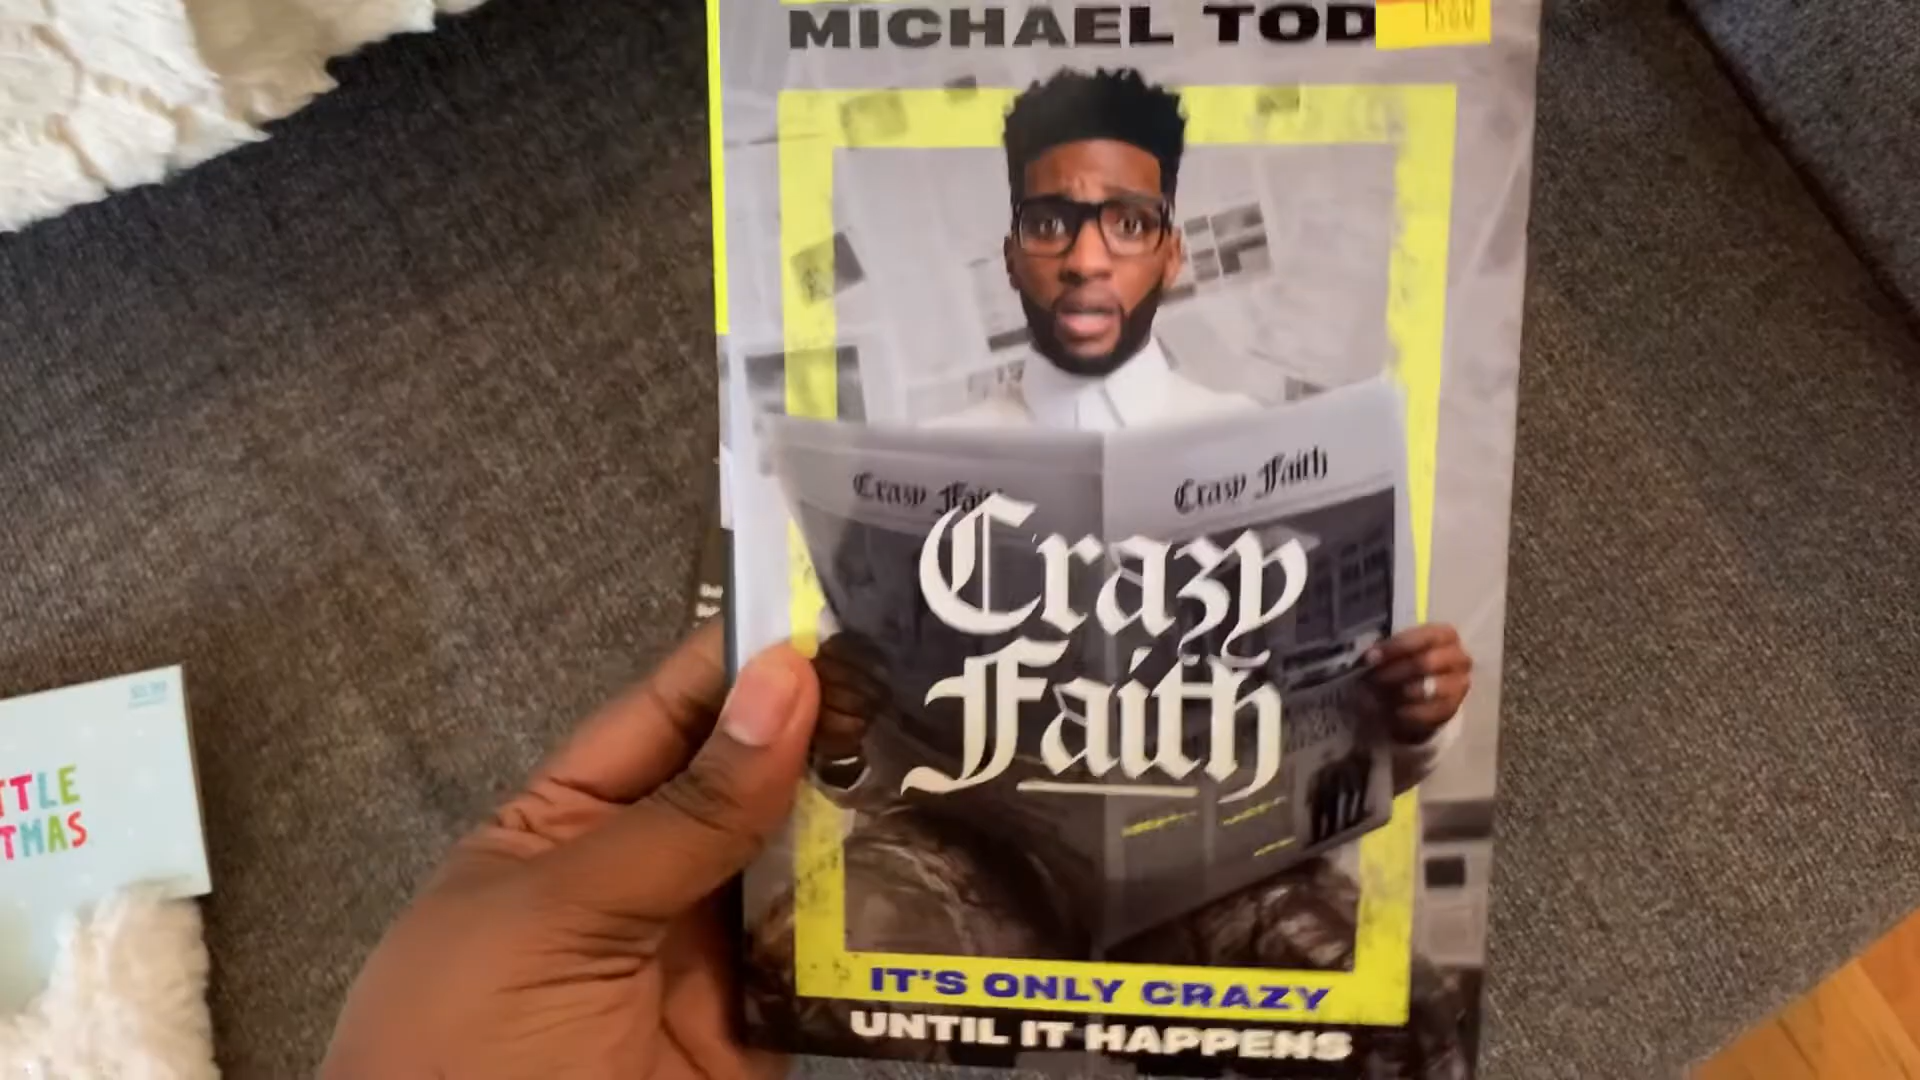 MICHAEL TOD
Crazy Faith
Crazy Faith
Crazy
Faith
IT'S ONLY CRAZY
UNTIL IT HAPPENS
TTLE
TMAS